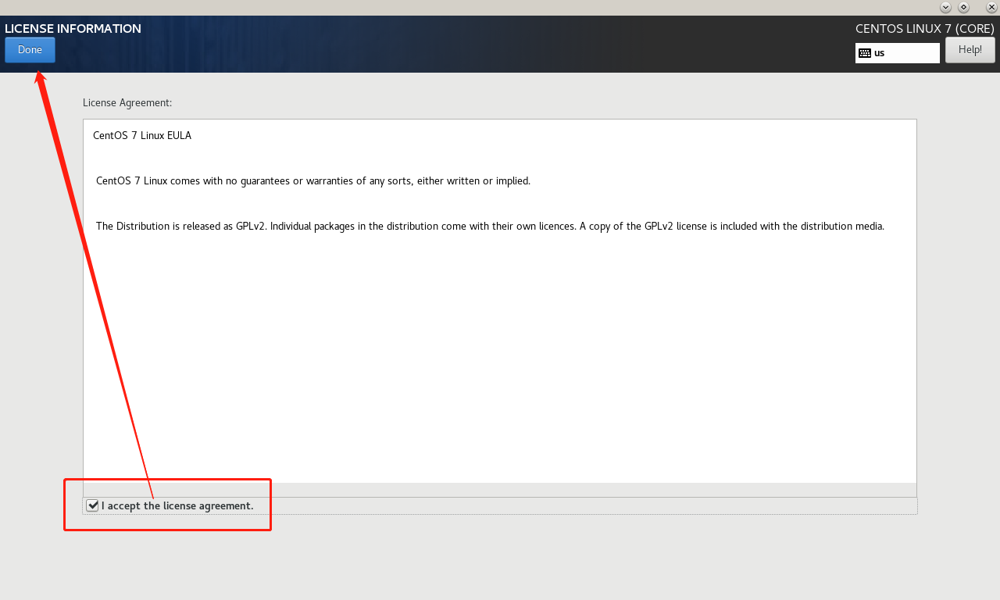 LICENSE INFORMATION
CENTOS LINUX 7 (CORE)
Done
us
Help!
License Agreement:
CentOS 7 Linux EULA
CentOS 7 Linux comes with no guarantees or warranties of any sorts, either written or implied.
The Distribution is released as GPLv2. Individual packages in the distribution come with their own licences. A copy of the GPLv2 license is included with the distribution media.
I accept the license agreement.